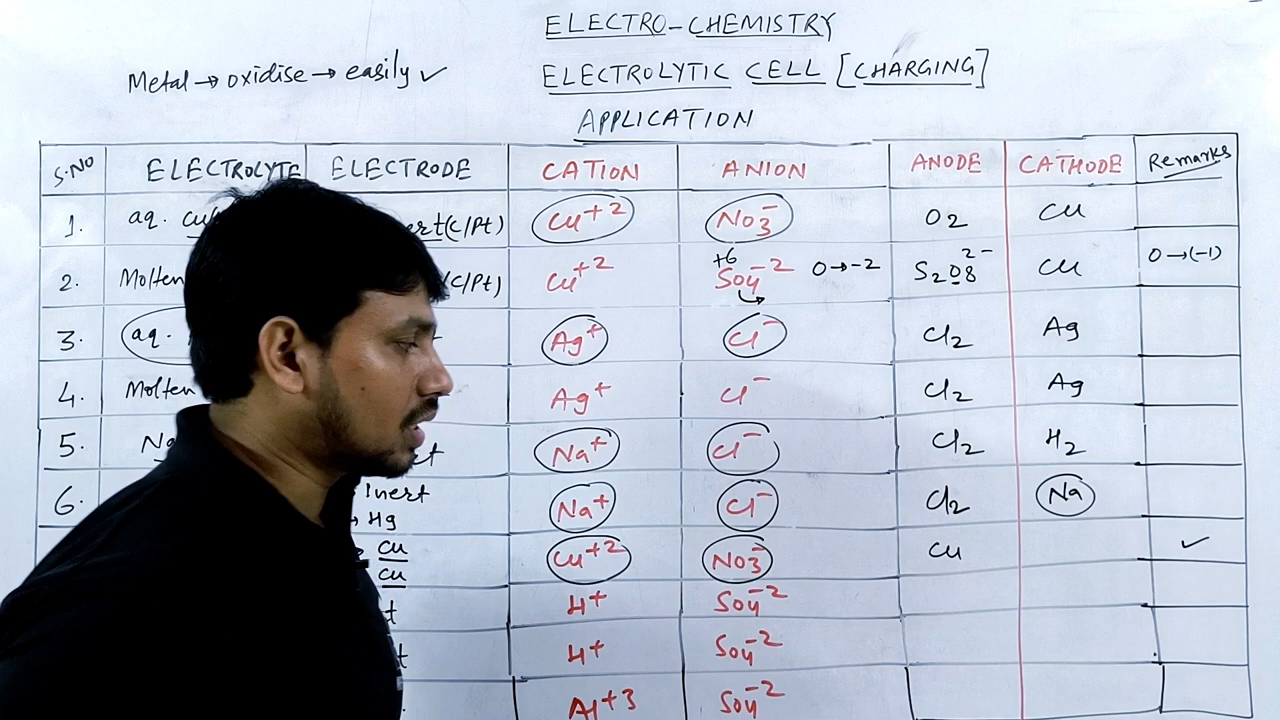 ELECTRO-CHEMISTRY
Metal → oxidise → easily ✓
ELECTROLYTIC CELL [CHARGING]
APPLICATION
S.NO ELECTROLYTE ELECTRODE CATION ANION ANODE CATHODE Remarks
1. aq. (C/Pt) Cu+2 NO3- O2 Cu
2. Molten (C/Pt) Cu+2 +6 SO4-2 O→-2 S2O8 2- Cu O→(-1)
3. aq. Ag+ Cl- Cl2 Ag
4. Molten Ag+ Cl- Cl2 Ag
5. Na+ Cl- Cl2 H2
6. Inert → Hg Na+ Cl- Cl2 Na
→ Cu Cu Cu+2 NO3- Cu ✓
H+ SO4-2
H+ SO4-2
Al+3 SO4-2